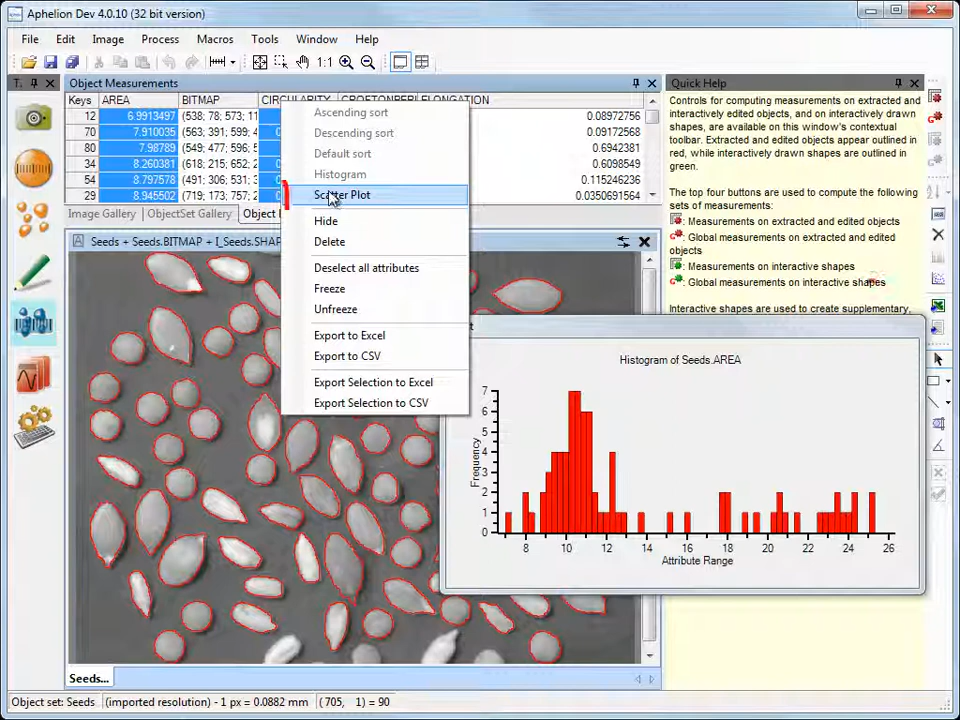 Aphelion Dev 4.0.10 (32 bit version)
File Edit Image Process Macros Tools Window Help
1:1
T.
Object Measurements
Keys AREA BITMAP CIRCULARITY CROFTONPERI ELONGATION
12 6.9913497 (538; 78; 573; 11 0.08972756
70 7.910035 (563; 391; 599; 4 0.09172568
80 7.98789 (549; 477; 596; 5 0.6942381
34 8.260381 (618; 215; 652; 2 0.6098549
54 8.797578 (491; 306; 531; 3 0.115246236
29 8.945502 (719; 173; 757; 2 0.0350691564
Image Gallery ObjectSet Gallery Object
Seeds + Seeds.BITMAP + I_Seeds.SHAP
Ascending sort
Descending sort
Default sort
Histogram
Scatter Plot
Hide
Delete
Deselect all attributes
Freeze
Unfreeze
Export to Excel
Export to CSV
Export Selection to Excel
Export Selection to CSV
Quick Help
Controls for computing measurements on extracted and
interactively edited objects, and on interactively drawn
shapes, are available on this window's contextual
toolbar. Extracted and edited objects appear outlined in
red, while interactively drawn shapes are outlined in
green.
The top four buttons are used to compute the following
sets of measurements:
: Measurements on extracted and edited objects
: Global measurements on extracted and edited
objects
: Measurements on interactive shapes
: Global measurements on interactive shapes
Interactive shapes are used to create supplementary,
Histogram of Seeds.AREA
Frequency
7
6
5
4
3
2
1
0
8 10 12 14 16 18 20 22 24 26
Attribute Range
Seeds...
Object set: Seeds (imported resolution) - 1 px = 0.0882 mm (705, 1) = 90